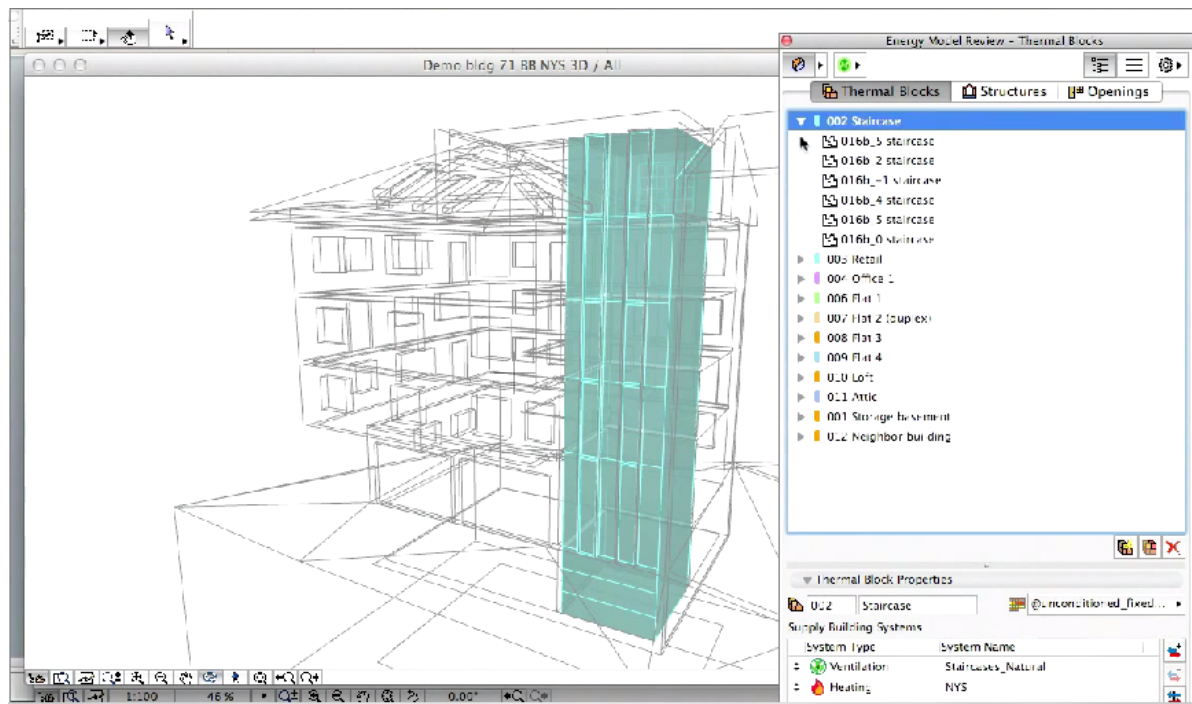 Energy Model Review – Thermal Blocks
Demo bldg 71 BB NYS 3D / All
Thermal Blocks
Structures
Openings
002 Staircase
016b_5 staircase
016b_2 staircase
016b_-1 staircase
016b_4 staircase
016b_5 staircase
016b_0 staircase
003 Retail
004 Office 1
006 Flat 1
007 Flat 2 (duplex)
008 Flat 3
009 Flat 4
010 Loft
011 Attic
001 Storage basement
012 Neighbor building
Thermal Block Properties
002
Staircase
@unconditioned_fixed...
Supply Building Systems
System Type
System Name
Ventilation
Staircases_Natural
Heating
NYS
1:100
46 %
0.00°